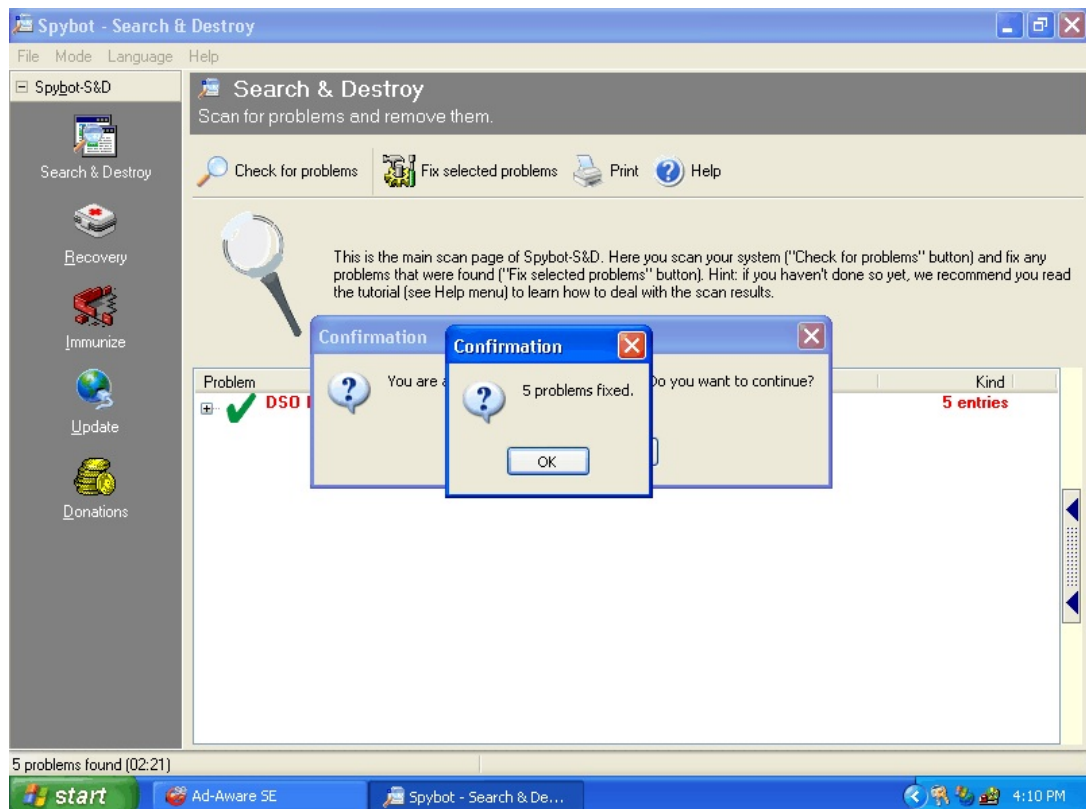 Spybot - Search & Destroy
File Mode Language Help
Spybot-S&D
Search & Destroy
Scan for problems and remove them.
Search & Destroy
Check for problems
Fix selected problems
Print
Help
Recovery
This is the main scan page of Spybot-S&D. Here you scan your system ("Check for problems" button) and fix any
problems that were found ("Fix selected problems" button). Hint: if you haven't done so yet, we recommend you read
the tutorial (see Help menu) to learn how to deal with the scan results.
Immunize
Confirmation
Confirmation
You are
Do you want to continue?
5 problems fixed.
OK
Problem
Kind
DSO
5 entries
Update
Donations
5 problems found (02:21)
start
Ad-Aware SE
Spybot - Search & De...
4:10 PM